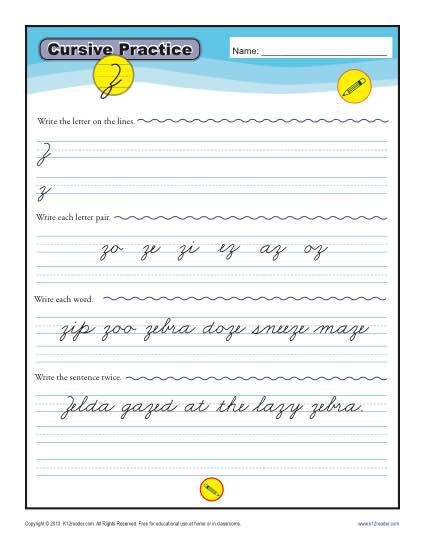 Cursive Practice
Name: ____________________
Z
Write the letter on the lines.
Z
z
Write each letter pair.
zo ze zi ez az oz
Write each word.
zip zoo zebra doze sneeze maze
Write the sentence twice.
Zelda gazed at the lazy zebra.
Copyright © 2013 K12reader.com. All Rights Reserved. Free for educational use at home or in classrooms. www.k12reader.com